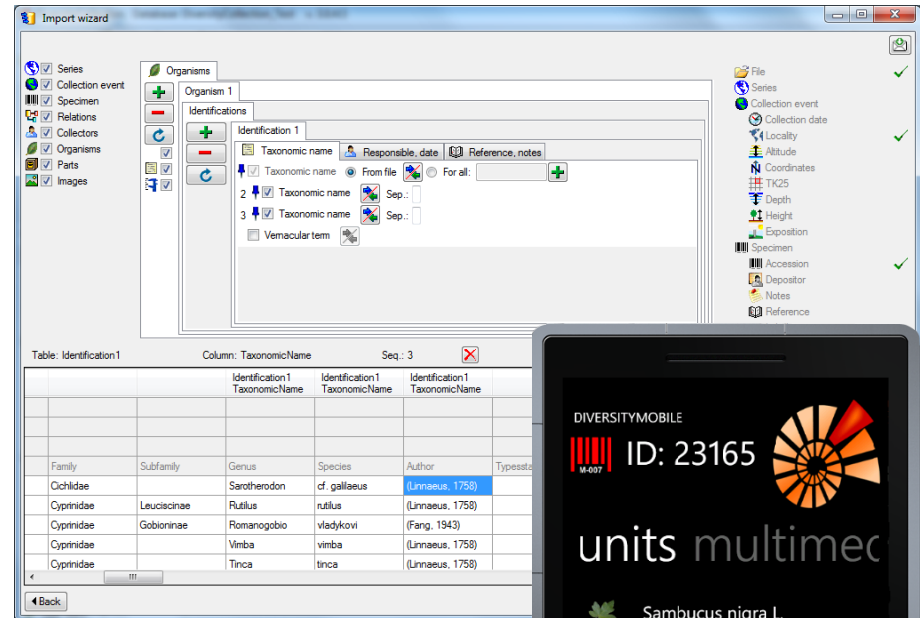 Import wizard
Series
Collection event
Specimen
Relations
Collectors
Organisms
Parts
Images
Organisms
Organism 1
Identifications
Identification 1
Taxonomic name Responsible, date Reference, notes
Taxonomic name From file For all:
2 Taxonomic name Sep.:
3 Taxonomic name Sep.:
Vernacular term
File
Series
Collection event
Collection date
Locality
Altitude
Coordinates
TK25
Depth
Height
Exposition
Specimen
Accession
Depositor
Notes
Reference
Table: Identification1 Column: TaxonomicName Seq.: 3
Identification1 Identification1 Identification1
TaxonomicName TaxonomicName TaxonomicName
Family Subfamily Genus Species Author
Cichlidae Sarotherodon cf. galilaeus (Linnaeus, 1758)
Cyprinidae Leuciscinae Rutilus rutilus (Linnaeus, 1758)
Cyprinidae Gobioninae Romanogobio vladykovi (Fang, 1943)
Cyprinidae Vimba vimba (Linnaeus, 1758)
Cyprinidae Tinca tinca (Linnaeus, 1758)
Back
DIVERSITYMOBILE
M-007
ID: 23165
units multimec
Sambucus nigra L.